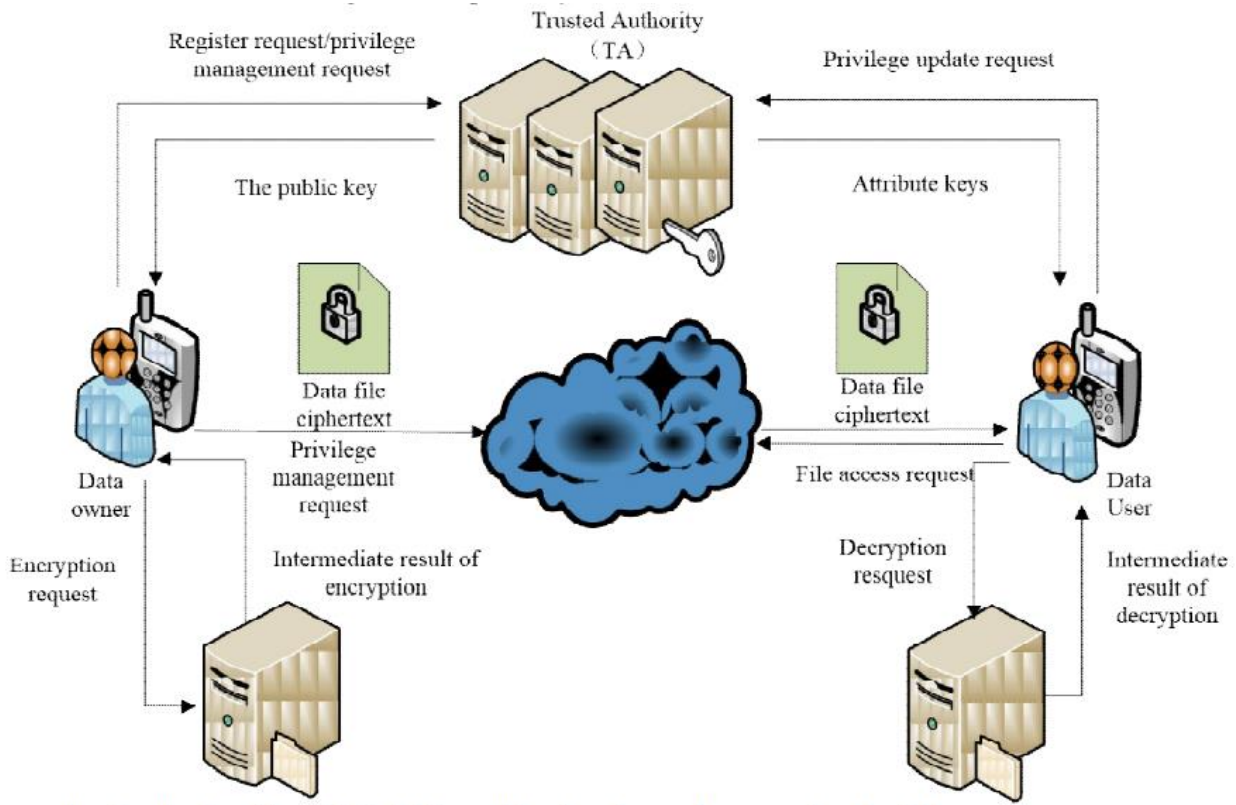 Trusted Authority
（TA）
Register request/privilege
management request
Privilege update request
The public key
Attribute keys
Data file
ciphertext
Data file
ciphertext
Privilege
management
request
File access request
Data
owner
Data
User
Encryption
request
Intermediate result of
encryption
Decryption
resquest
Intermediate
result of
decryption